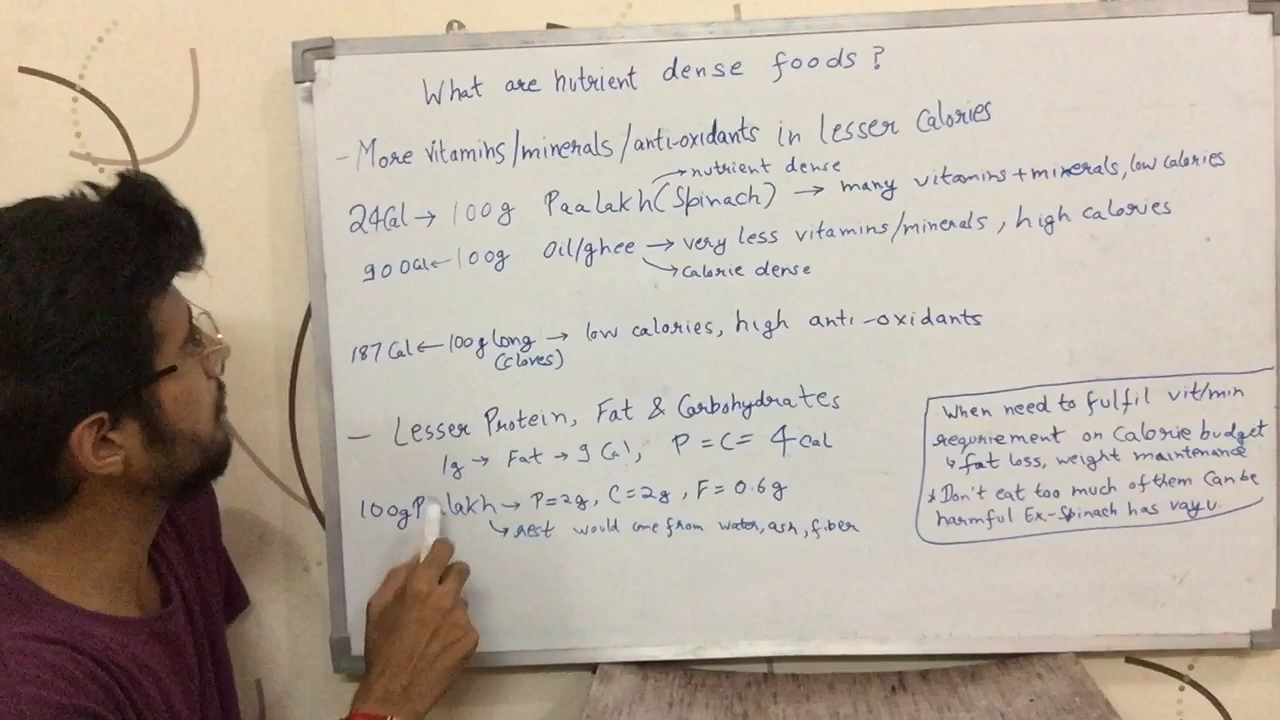 What are nutrient dense foods?
- More vitamins/minerals/anti-oxidants in lesser Calories
→ nutrient dense
24Cal → 100g Paalakh (Spinach) → many vitamins + minerals, low calories
900Cal ← 100g Oil/ghee → very less vitamins/minerals, high calories
→ Calorie dense
187 Cal ← 100g long → low calories, high anti-oxidants
(cloves)
- Lesser Protein, Fat & Carbohydrates
1g → Fat → 9 Cal, P = C = 4 Cal
100g P lakh → P=2g, C=2g, F=0.6g
↳ rest would come from water, ash, fiber
When need to fulfil vit/min
requriement on Calorie budget
↳ fat loss, weight maintenance
* Don't eat too much of them Can be
harmful Ex-Spinach has vayu.